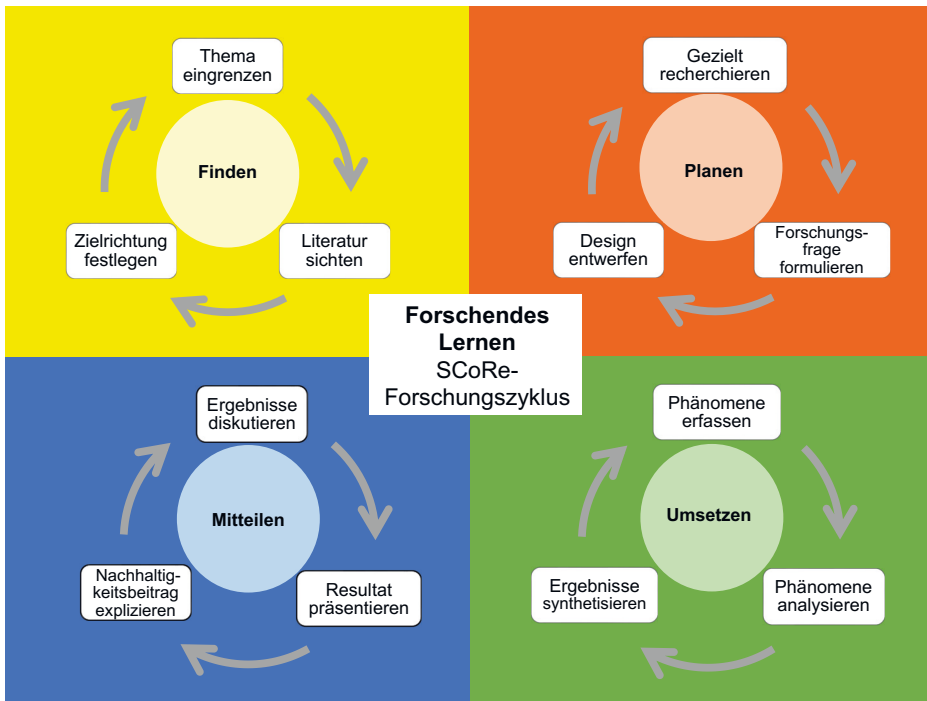 Thema
eingrenzen
Finden
Zielrichtung
festlegen
Literatur
sichten
Gezielt
recherchieren
Planen
Design
entwerfen
Forschungs-
frage
formulieren
Forschendes
Lernen
SCoRe-
Forschungszyklus
Ergebnisse
diskutieren
Mitteilen
Nachhaltig-
keitsbeitrag
explizieren
Resultat
präsentieren
Phänomene
erfassen
Umsetzen
Ergebnisse
synthetisieren
Phänomene
analysieren